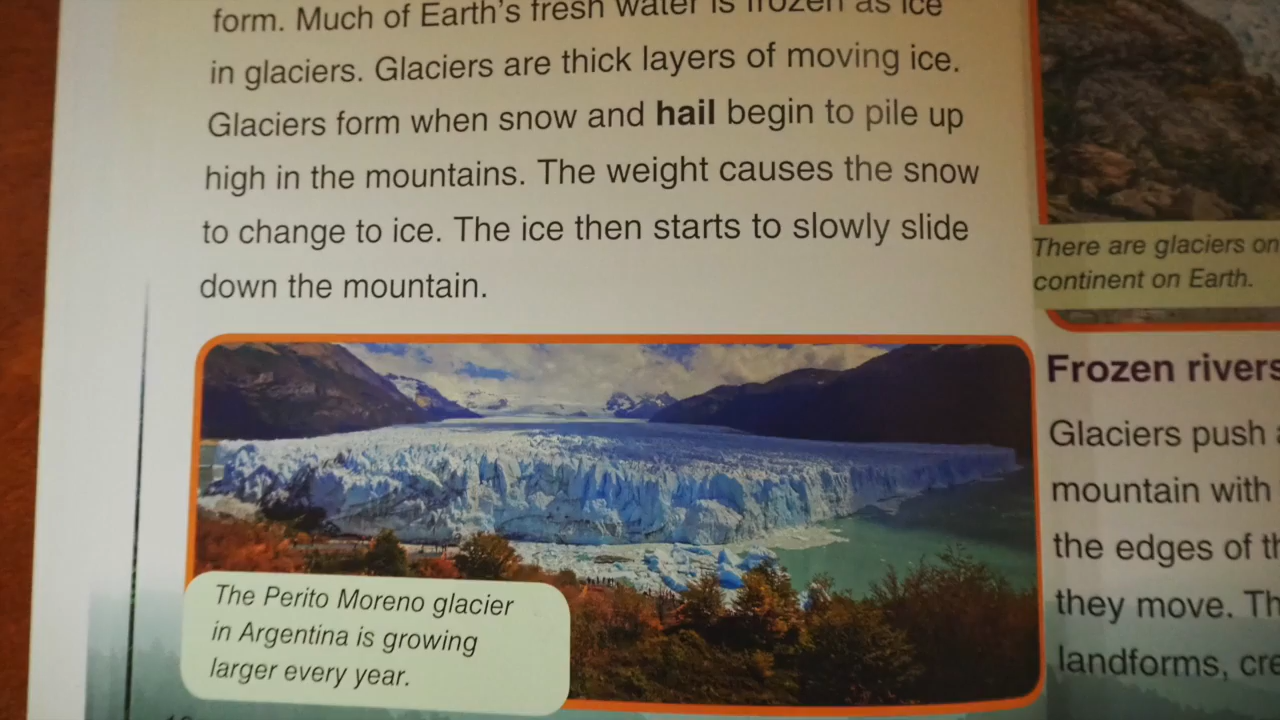 form. Much of Earth's fresh water is frozen as ice
in glaciers. Glaciers are thick layers of moving ice.
Glaciers form when snow and hail begin to pile up
high in the mountains. The weight causes the snow
to change to ice. The ice then starts to slowly slide
down the mountain.
The Perito Moreno glacier
in Argentina is growing
larger every year.
There are glaciers on
continent on Earth.
Frozen rivers
Glaciers push
mountain with
the edges of
they move.
landforms,